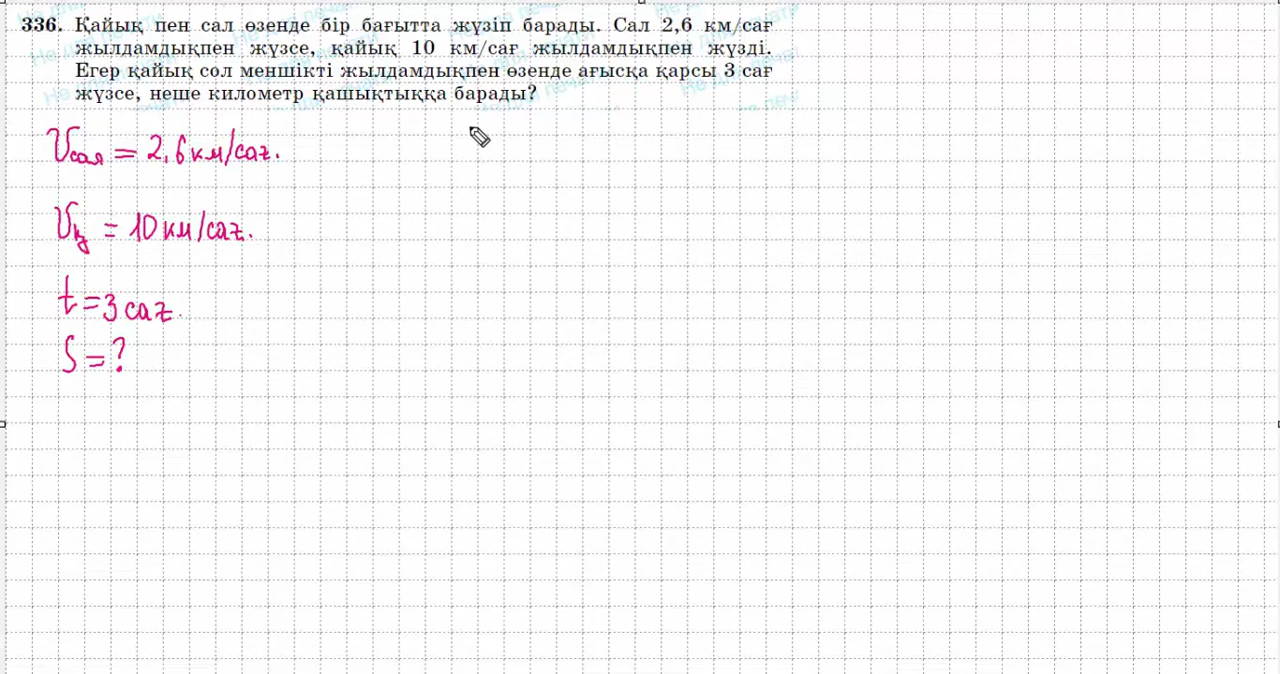 336. Қайық пен сал өзенде бір бағытта жүзіп барады. Сал 2,6 км/сағ
жылдамдықпен жүзсе, қайық 10 км/сағ жылдамдықпен жүзді.
Егер қайық сол меншікті жылдамдықпен өзенде ағысқа қарсы 3 сағ
жүзсе, неше километр қашықтыққа барады?
Vсал = 2,6 км/сағ.
Vқ = 10 км/сағ.
t = 3 сағ.
S = ?